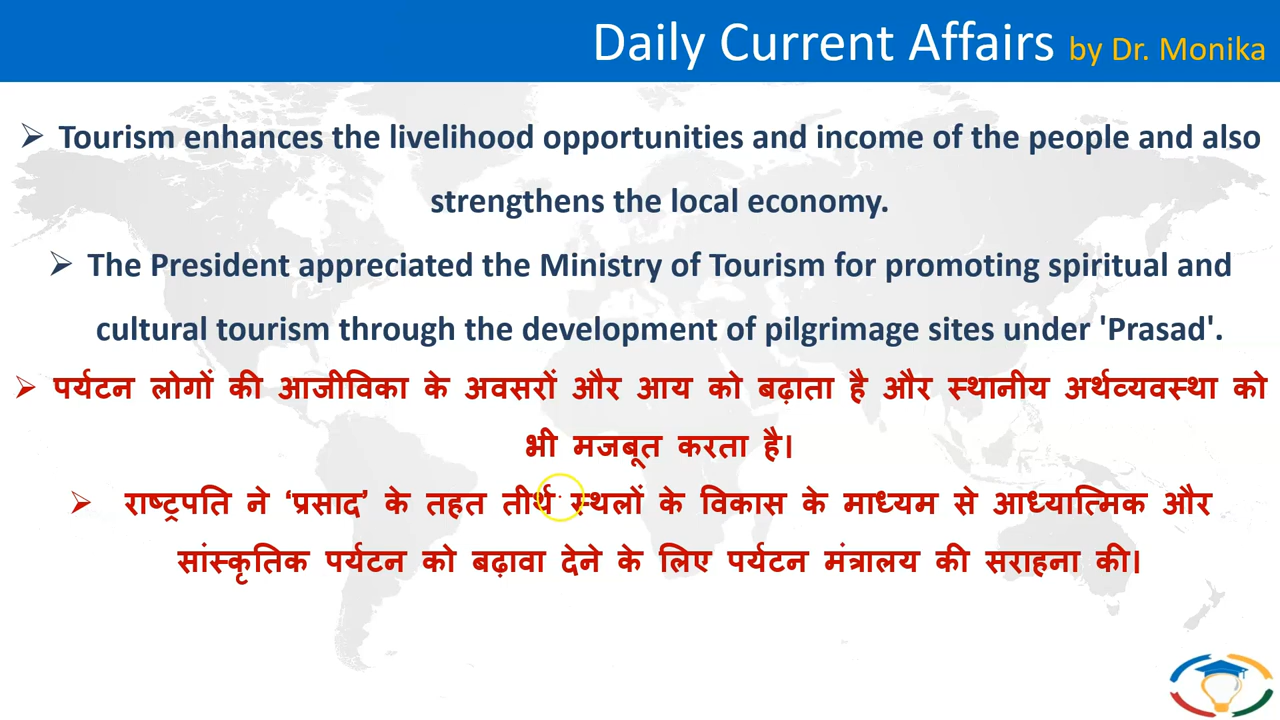 Daily Current Affairs by Dr. Monika
➢ Tourism enhances the livelihood opportunities and income of the people and also
strengthens the local economy.
➢ The President appreciated the Ministry of Tourism for promoting spiritual and
cultural tourism through the development of pilgrimage sites under 'Prasad'.
➢ पर्यटन लोगों की आजीविका के अवसरों और आय को बढ़ाता है और स्थानीय अर्थव्यवस्था को
भी मजबूत करता है।
➢ राष्ट्रपति ने ‘प्रसाद’ के तहत तीर्थ स्थलों के विकास के माध्यम से आध्यात्मिक और
सांस्कृतिक पर्यटन को बढ़ावा देने के लिए पर्यटन मंत्रालय की सराहना की।